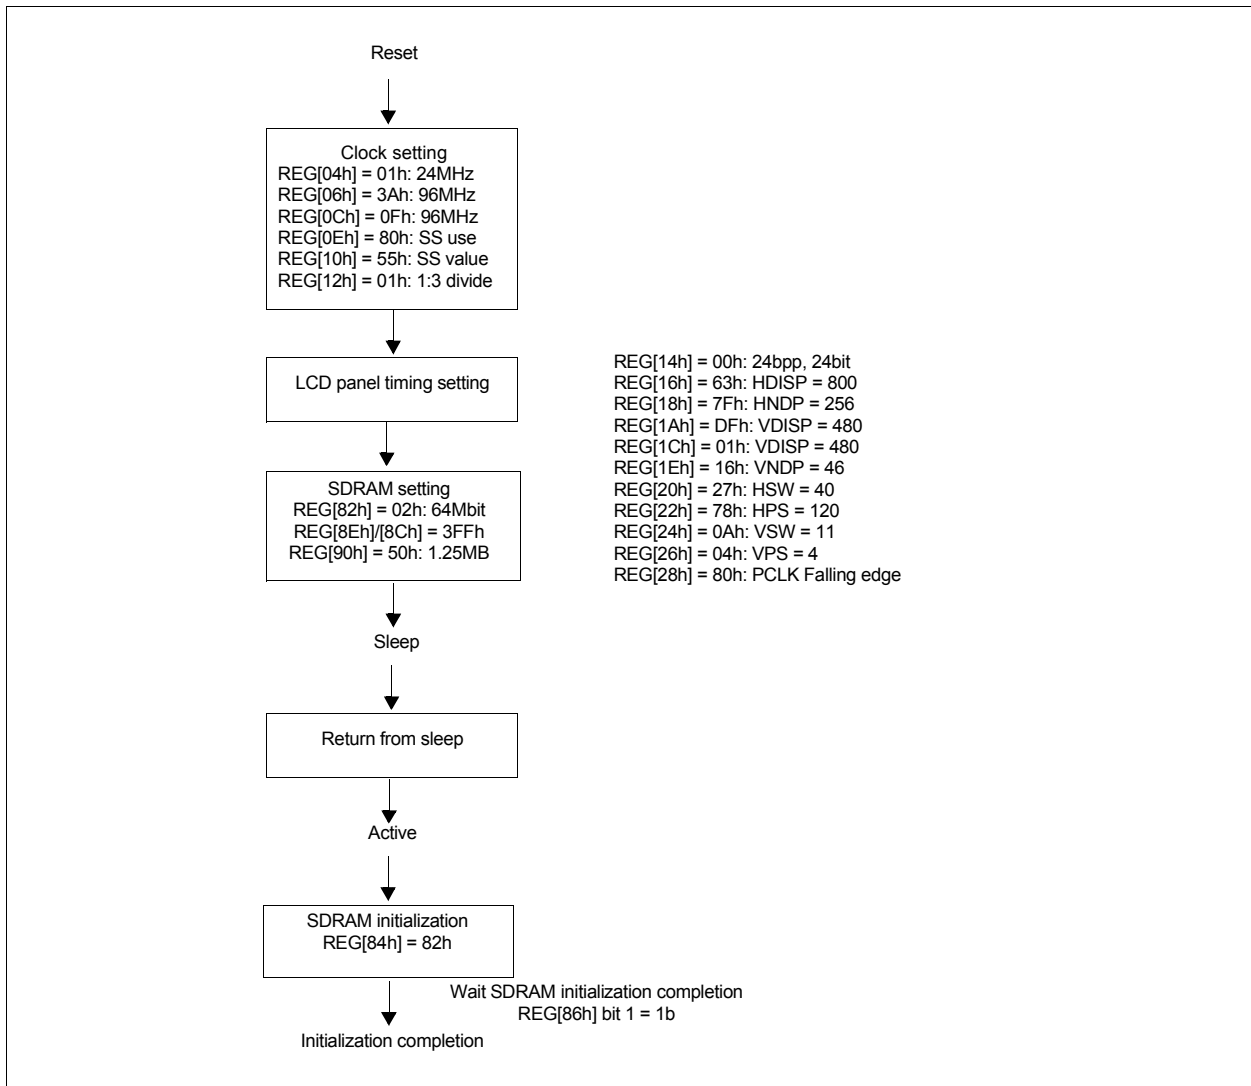 Reset
Clock setting
REG[04h] = 01h: 24MHz
REG[06h] = 3Ah: 96MHz
REG[0Ch] = 0Fh: 96MHz
REG[0Eh] = 80h: SS use
REG[10h] = 55h: SS value
REG[12h] = 01h: 1:3 divide
LCD panel timing setting
REG[14h] = 00h: 24bpp, 24bit
REG[16h] = 63h: HDISP = 800
REG[18h] = 7Fh: HNDP = 256
REG[1Ah] = DFh: VDISP = 480
REG[1Ch] = 01h: VDISP = 480
REG[1Eh] = 16h: VNDP = 46
REG[20h] = 27h: HSW = 40
REG[22h] = 78h: HPS = 120
REG[24h] = 0Ah: VSW = 11
REG[26h] = 04h: VPS = 4
REG[28h] = 80h: PCLK Falling edge
SDRAM setting
REG[82h] = 02h: 64Mbit
REG[8Eh]/[8Ch] = 3FFh
REG[90h] = 50h: 1.25MB
Sleep
Return from sleep
Active
SDRAM initialization
REG[84h] = 82h
Wait SDRAM initialization completion
REG[86h] bit 1 = 1b
Initialization completion